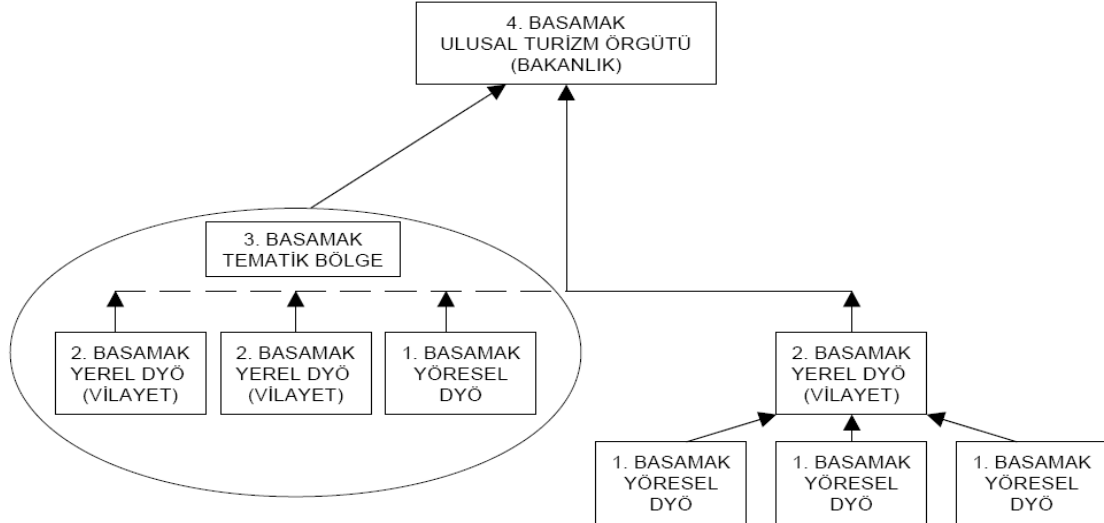 4. BASAMAK
ULUSAL TURİZM ÖRGÜTÜ
(BAKANLIK)
3. BASAMAK
TEMATİK BÖLGE
2. BASAMAK
YEREL DYÖ
(VİLAYET)
2. BASAMAK
YEREL DYÖ
(VİLAYET)
1. BASAMAK
YÖRESEL
DYÖ
2. BASAMAK
YEREL DYÖ
(VİLAYET)
1. BASAMAK
YÖRESEL
DYÖ
1. BASAMAK
YÖRESEL
DYÖ
1. BASAMAK
YÖRESEL
DYÖ